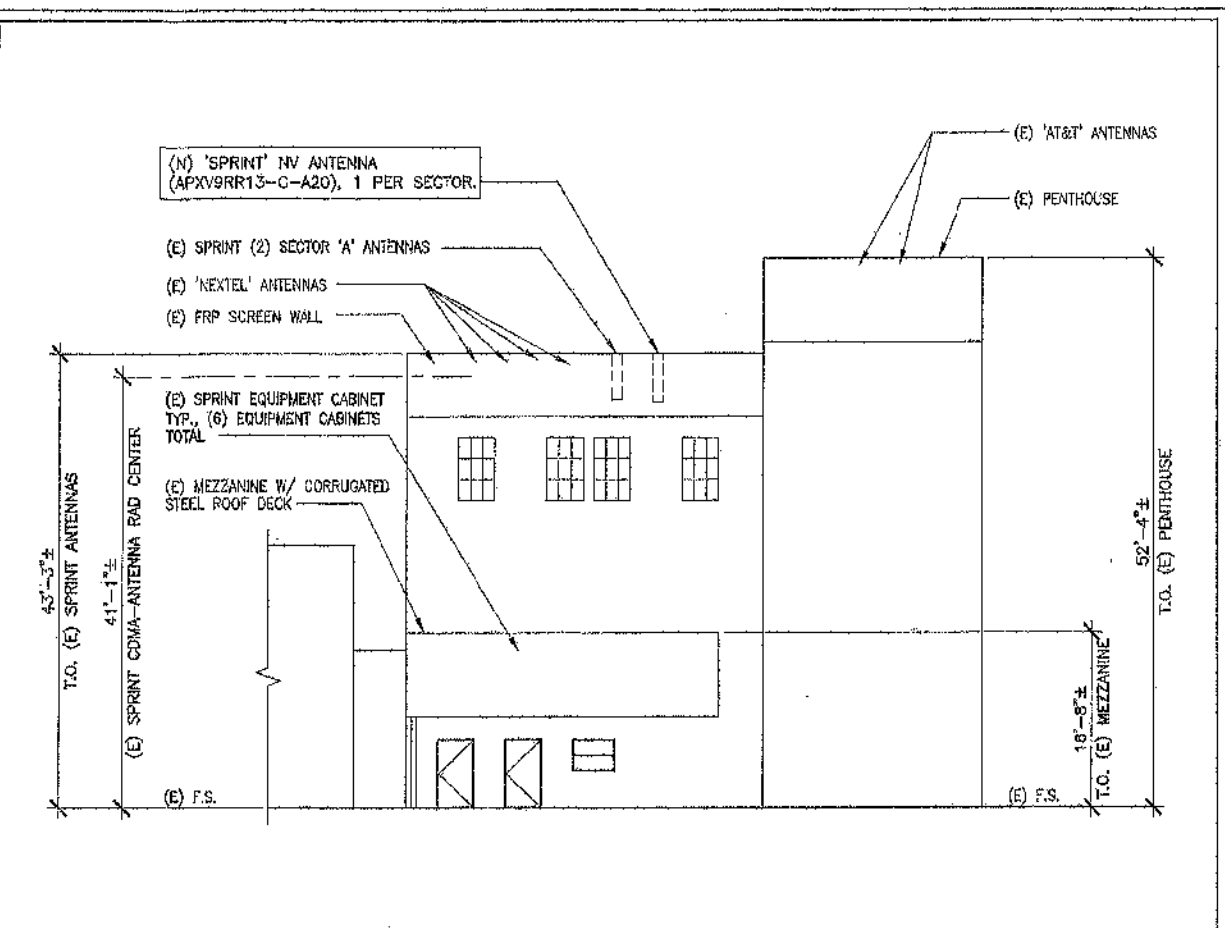 (N) 'SPRINT' NV ANTENNA
(APXV9RR13-C-A20), 1 PER SECTOR.
(E) SPRINT (2) SECTOR 'A' ANTENNAS
(E) 'NEXTEL' ANTENNAS
(E) FRP SCREEN WALL
(E) 'AT&T' ANTENNAS
(E) PENTHOUSE
(E) SPRINT EQUIPMENT CABINET
TYP., (6) EQUIPMENT CABINETS
TOTAL
(E) MEZZANINE W/ CORRUGATED
STEEL ROOF DECK
43'-3"±
T.O. (E) SPRINT ANTENNAS
41'-1"±
(E) SPRINT CDMA-ANTENNA RAD CENTER
52'-4"±
T.O. (E) PENTHOUSE
16'-8"±
T.O. (E) MEZZANINE
(E) F.S.
(E) F.S.